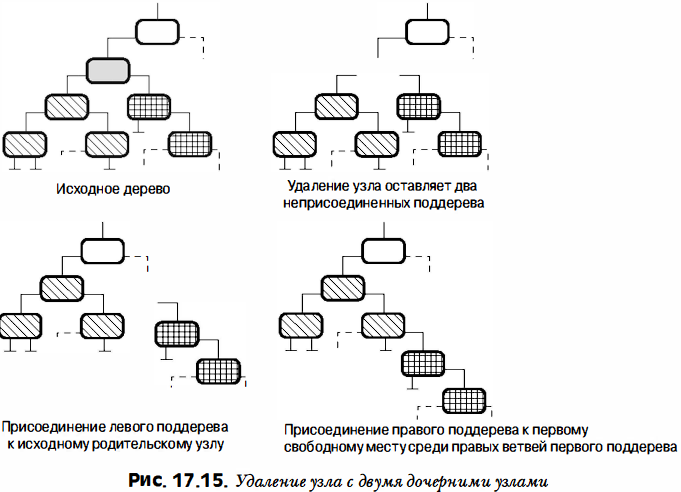 Исходное дерево
Удаление узла оставляет два
неприсоединенных поддерева
Присоединение левого поддерева
к исходному родительскому узлу
Присоединение правого поддерева к первому
свободному месту среди правых ветвей первого поддерева
Рис. 17.15. Удаление узла с двумя дочерними узлами